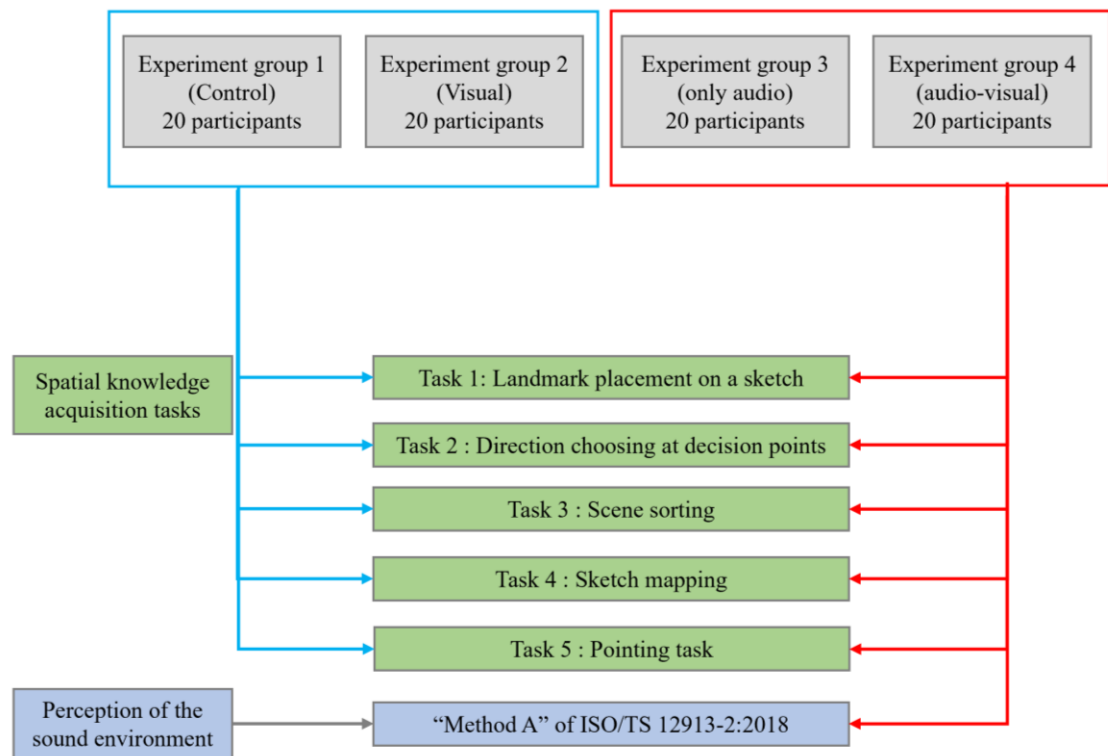 Experiment group 1
(Control)
20 participants
Experiment group 2
(Visual)
20 participants
Experiment group 3
(only audio)
20 participants
Experiment group 4
(audio-visual)
20 participants
Spatial knowledge
acquisition tasks
Task 1: Landmark placement on a sketch
Task 2 : Direction choosing at decision points
Task 3 : Scene sorting
Task 4 : Sketch mapping
Task 5 : Pointing task
Perception of the
sound environment
“Method A” of ISO/TS 12913-2:2018